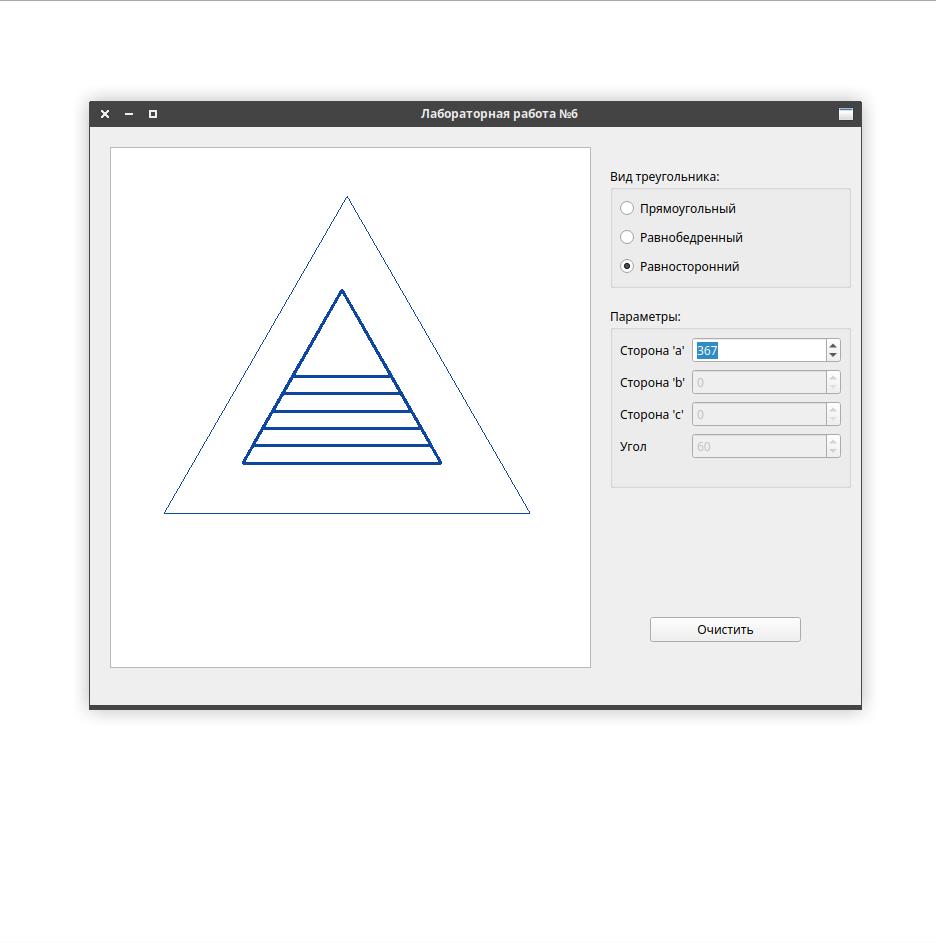 Лабораторная работа №6
Вид треугольника:
Прямоугольный
Равнобедренный
Равносторонний
Параметры:
Сторона 'a' 367
Сторона 'b' 0
Сторона 'c' 0
Угол 60
Очистить